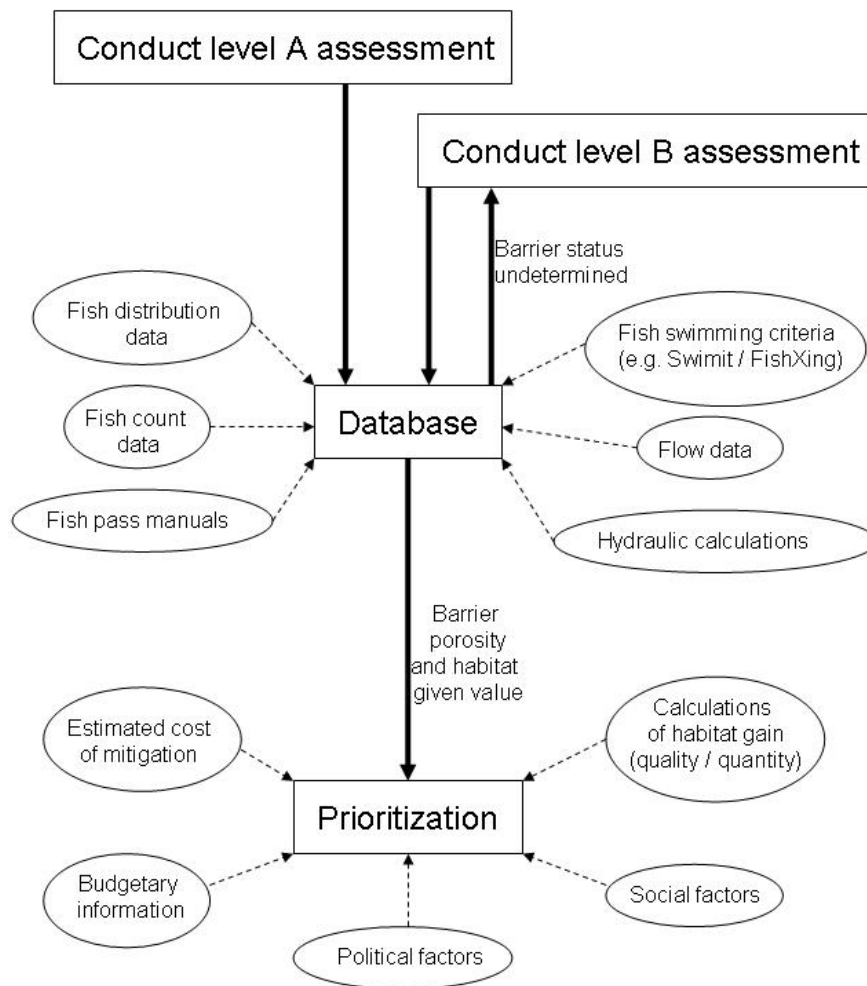 Conduct level A assessment
Conduct level B assessment
Barrier status
undetermined
Fish distribution
data
Fish swimming criteria
(e.g. Swimit / FishXing)
Fish count
data
Database
Flow data
Fish pass manuals
Hydraulic calculations
Barrier
porosity
and habitat
given value
Estimated cost
of mitigation
Calculations
of habitat gain
(quality / quantity)
Prioritization
Budgetary
information
Social factors
Political factors